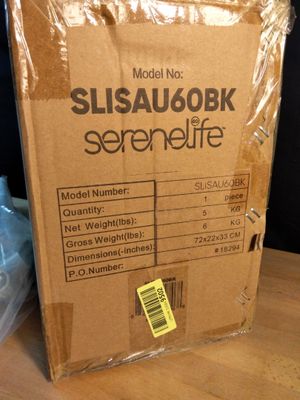 Model No:
SLISAU60BK
serenelife
Model Number: SLISAU60BK
Quantity: 1 piece
Net Weight(lbs): 5 KG
Gross Weight(lbs): 6 KG
Dimensions(-inches): 72x22x33 CM
P.O.Number: #18294
5502